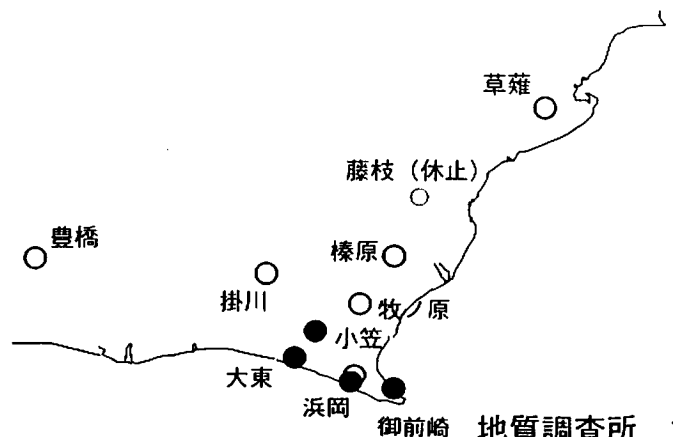 草薙
藤枝（休止）
豊橋
榛原
掛川
牧ノ原
小笠
大東
浜岡
御前崎 地質調査所